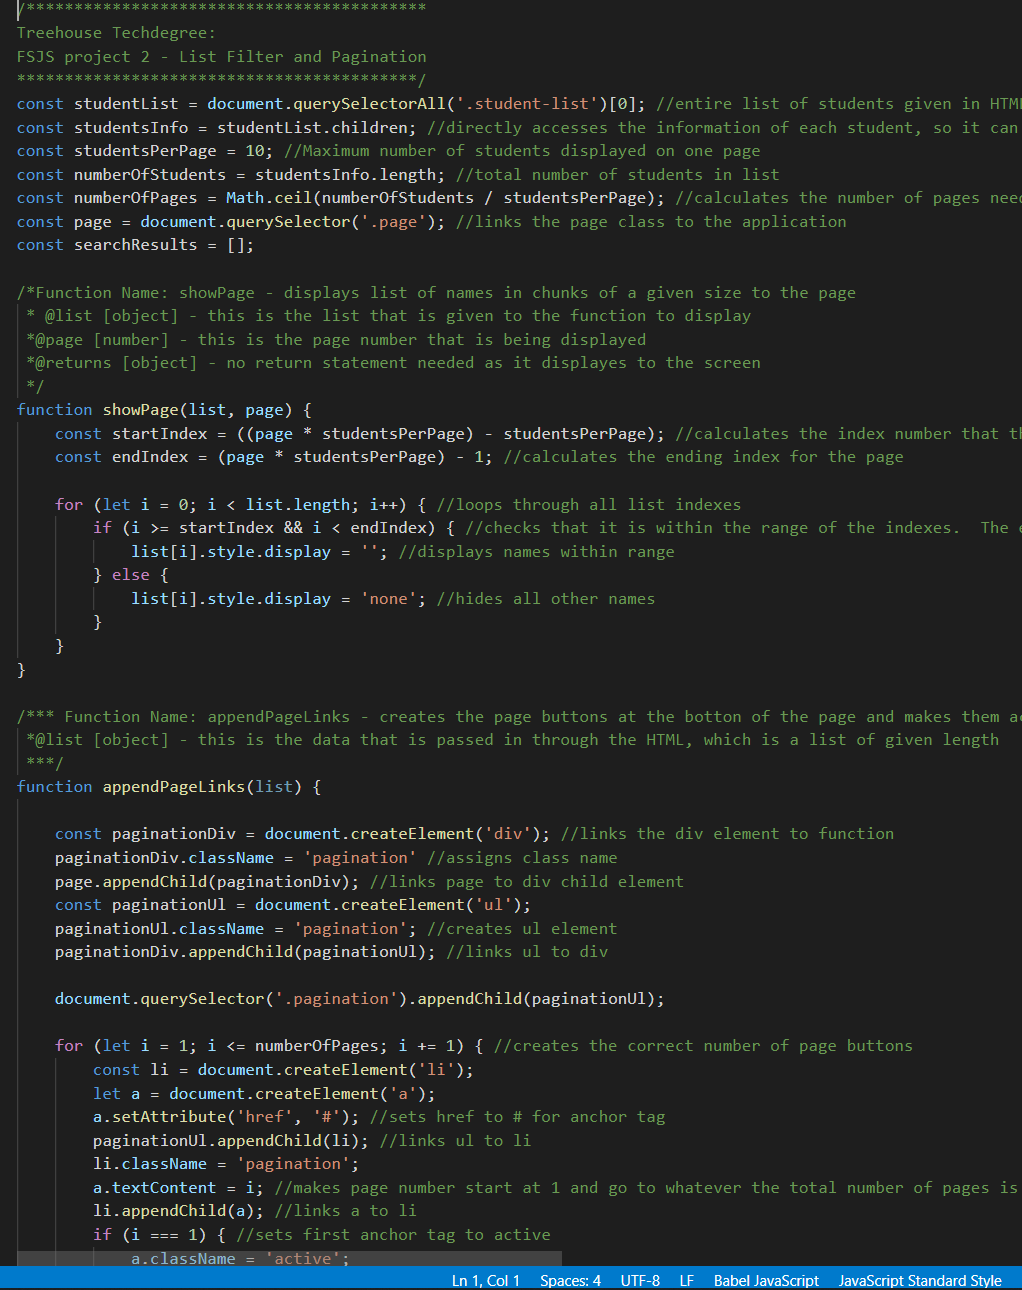 /******************************************
Treehouse Techdegree:
FSJS project 2 - List Filter and Pagination
******************************************/
const studentList = document.querySelectorAll('.student-list')[0]; //entire list of students given in HTML
const studentsInfo = studentList.children; //directly accesses the information of each student, so it can
const studentsPerPage = 10; //Maximum number of students displayed on one page
const numberOfStudents = studentsInfo.length; //total number of students in list
const numberOfPages = Math.ceil(numberOfStudents / studentsPerPage); //calculates the number of pages
const page = document.querySelector('.page'); //links the page class to the application
const searchResults = [];

/*Function Name: showPage - displays list of names in chunks of a given size to the page
 * @list [object] - this is the list that is given to the function to display
 *@page [number] - this is the page number that is being displayed
 *@returns [object] - no return statement needed as it displayes to the screen
 */
function showPage(list, page) {
    const startIndex = ((page * studentsPerPage) - studentsPerPage); //calculates the index number that
    const endIndex = (page * studentsPerPage) - 1; //calculates the ending index for the page

    for (let i = 0; i < list.length; i++) { //loops through all list indexes
        if (i >= startIndex && i < endIndex) { //checks that it is within the range of the indexes.  The
            list[i].style.display = ''; //displays names within range
        } else {
            list[i].style.display = 'none'; //hides all other names
        }
    }
}

/*** Function Name: appendPageLinks - creates the page buttons at the botton of the page and makes them
 *@list [object] - this is the data that is passed in through the HTML, which is a list of given length
 ***/
function appendPageLinks(list) {

    const paginationDiv = document.createElement('div'); //links the div element to function
    paginationDiv.className = 'pagination' //assigns class name
    page.appendChild(paginationDiv); //links page to div child element
    const paginationUl = document.createElement('ul');
    paginationUl.className = 'pagination'; //creates ul element
    paginationDiv.appendChild(paginationUl); //links ul to div

    document.querySelector('.pagination').appendChild(paginationUl);

    for (let i = 1; i <= numberOfPages; i += 1) { //creates the correct number of page buttons
        const li = document.createElement('li');
        let a = document.createElement('a');
        a.setAttribute('href', '#'); //sets href to # for anchor tag
        paginationUl.appendChild(li); //links ul to li
        li.className = 'pagination';
        a.textContent = i; //makes page number start at 1 and go to whatever the total number of pages is
        li.appendChild(a); //links a to li
        if (i === 1) { //sets first anchor tag to active
            a.className = 'active';
Ln 1, Col 1 Spaces: 4 UTF-8 LF Babel JavaScript JavaScript Standard Style